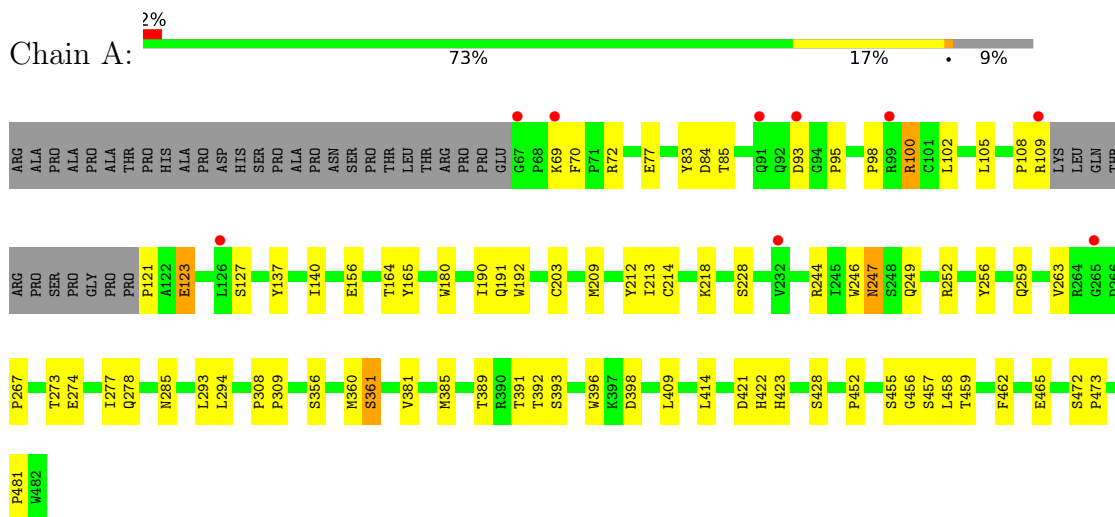 2%
Chain A:
73% 17% • 9%
ARG ALA PRO ALA PRO ALA THR PRO HIS ALA PRO ASP HIS SER PRO ALA PRO ASN SER PRO THR LEU THR ARG PRO PRO GLU G67 P68 K69 F70 P71 R72 E77 Y83 D84 T85 Q91 Q92 D93 G94 P95 P98 R99 R100 C101 L102 L105 P108 R109 LYS LEU GLN THR
ARG PRO SER PRO GLY PRO PRO P121 A122 E123 L126 S127 Y137 I140 E156 T164 Y165 W180 I190 Q191 W192 C203 M209 Y212 I213 C214 K218 S228 V232 R244 I245 W246 N247 S248 Q249 R252 Y256 Q259 V263 R264 G265 D266
P267 T273 E274 I277 Q278 N285 L293 L294 P308 P309 S356 M360 S361 V381 M385 T389 R390 T391 T392 S393 W396 K397 D398 L409 L414 D421 H422 H423 S428 P452 S455 G456 S457 L458 T459 F462 E465 S472 P473
P481 W482